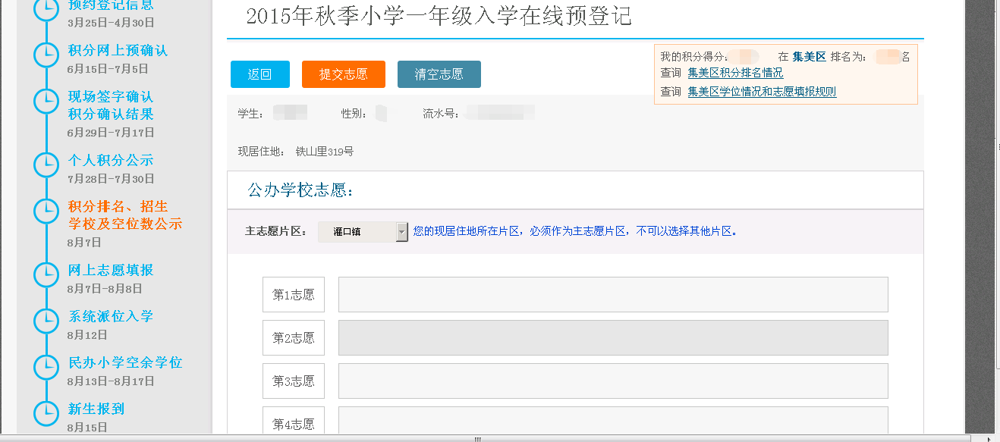 预约登记信息
3月25日-4月30日
积分网上预确认
6月15日-7月5日
现场签字确认
积分确认结果
6月29日-7月17日
个人积分公示
7月28日-7月30日
积分排名、招生
学校及空位数公示
8月7日
网上志愿填报
8月7日-8月8日
系统派位入学
8月12日
民办小学空余学位
8月13日-8月17日
新生报到
8月15日
2015年秋季小学一年级入学在线预登记
返回 提交志愿 清空志愿
我的积分得分: 在 集美区 排名为: 名
查询 集美区积分排名情况
查询 集美区学位情况和志愿填报规则
学生: 性别: 流水号:
现居住地: 铁山里319号
公办学校志愿:
主志愿片区: 灌口镇 您的现居住地所在片区，必须作为主志愿片区，不可以选择其他片区。
第1志愿
第2志愿
第3志愿
第4志愿